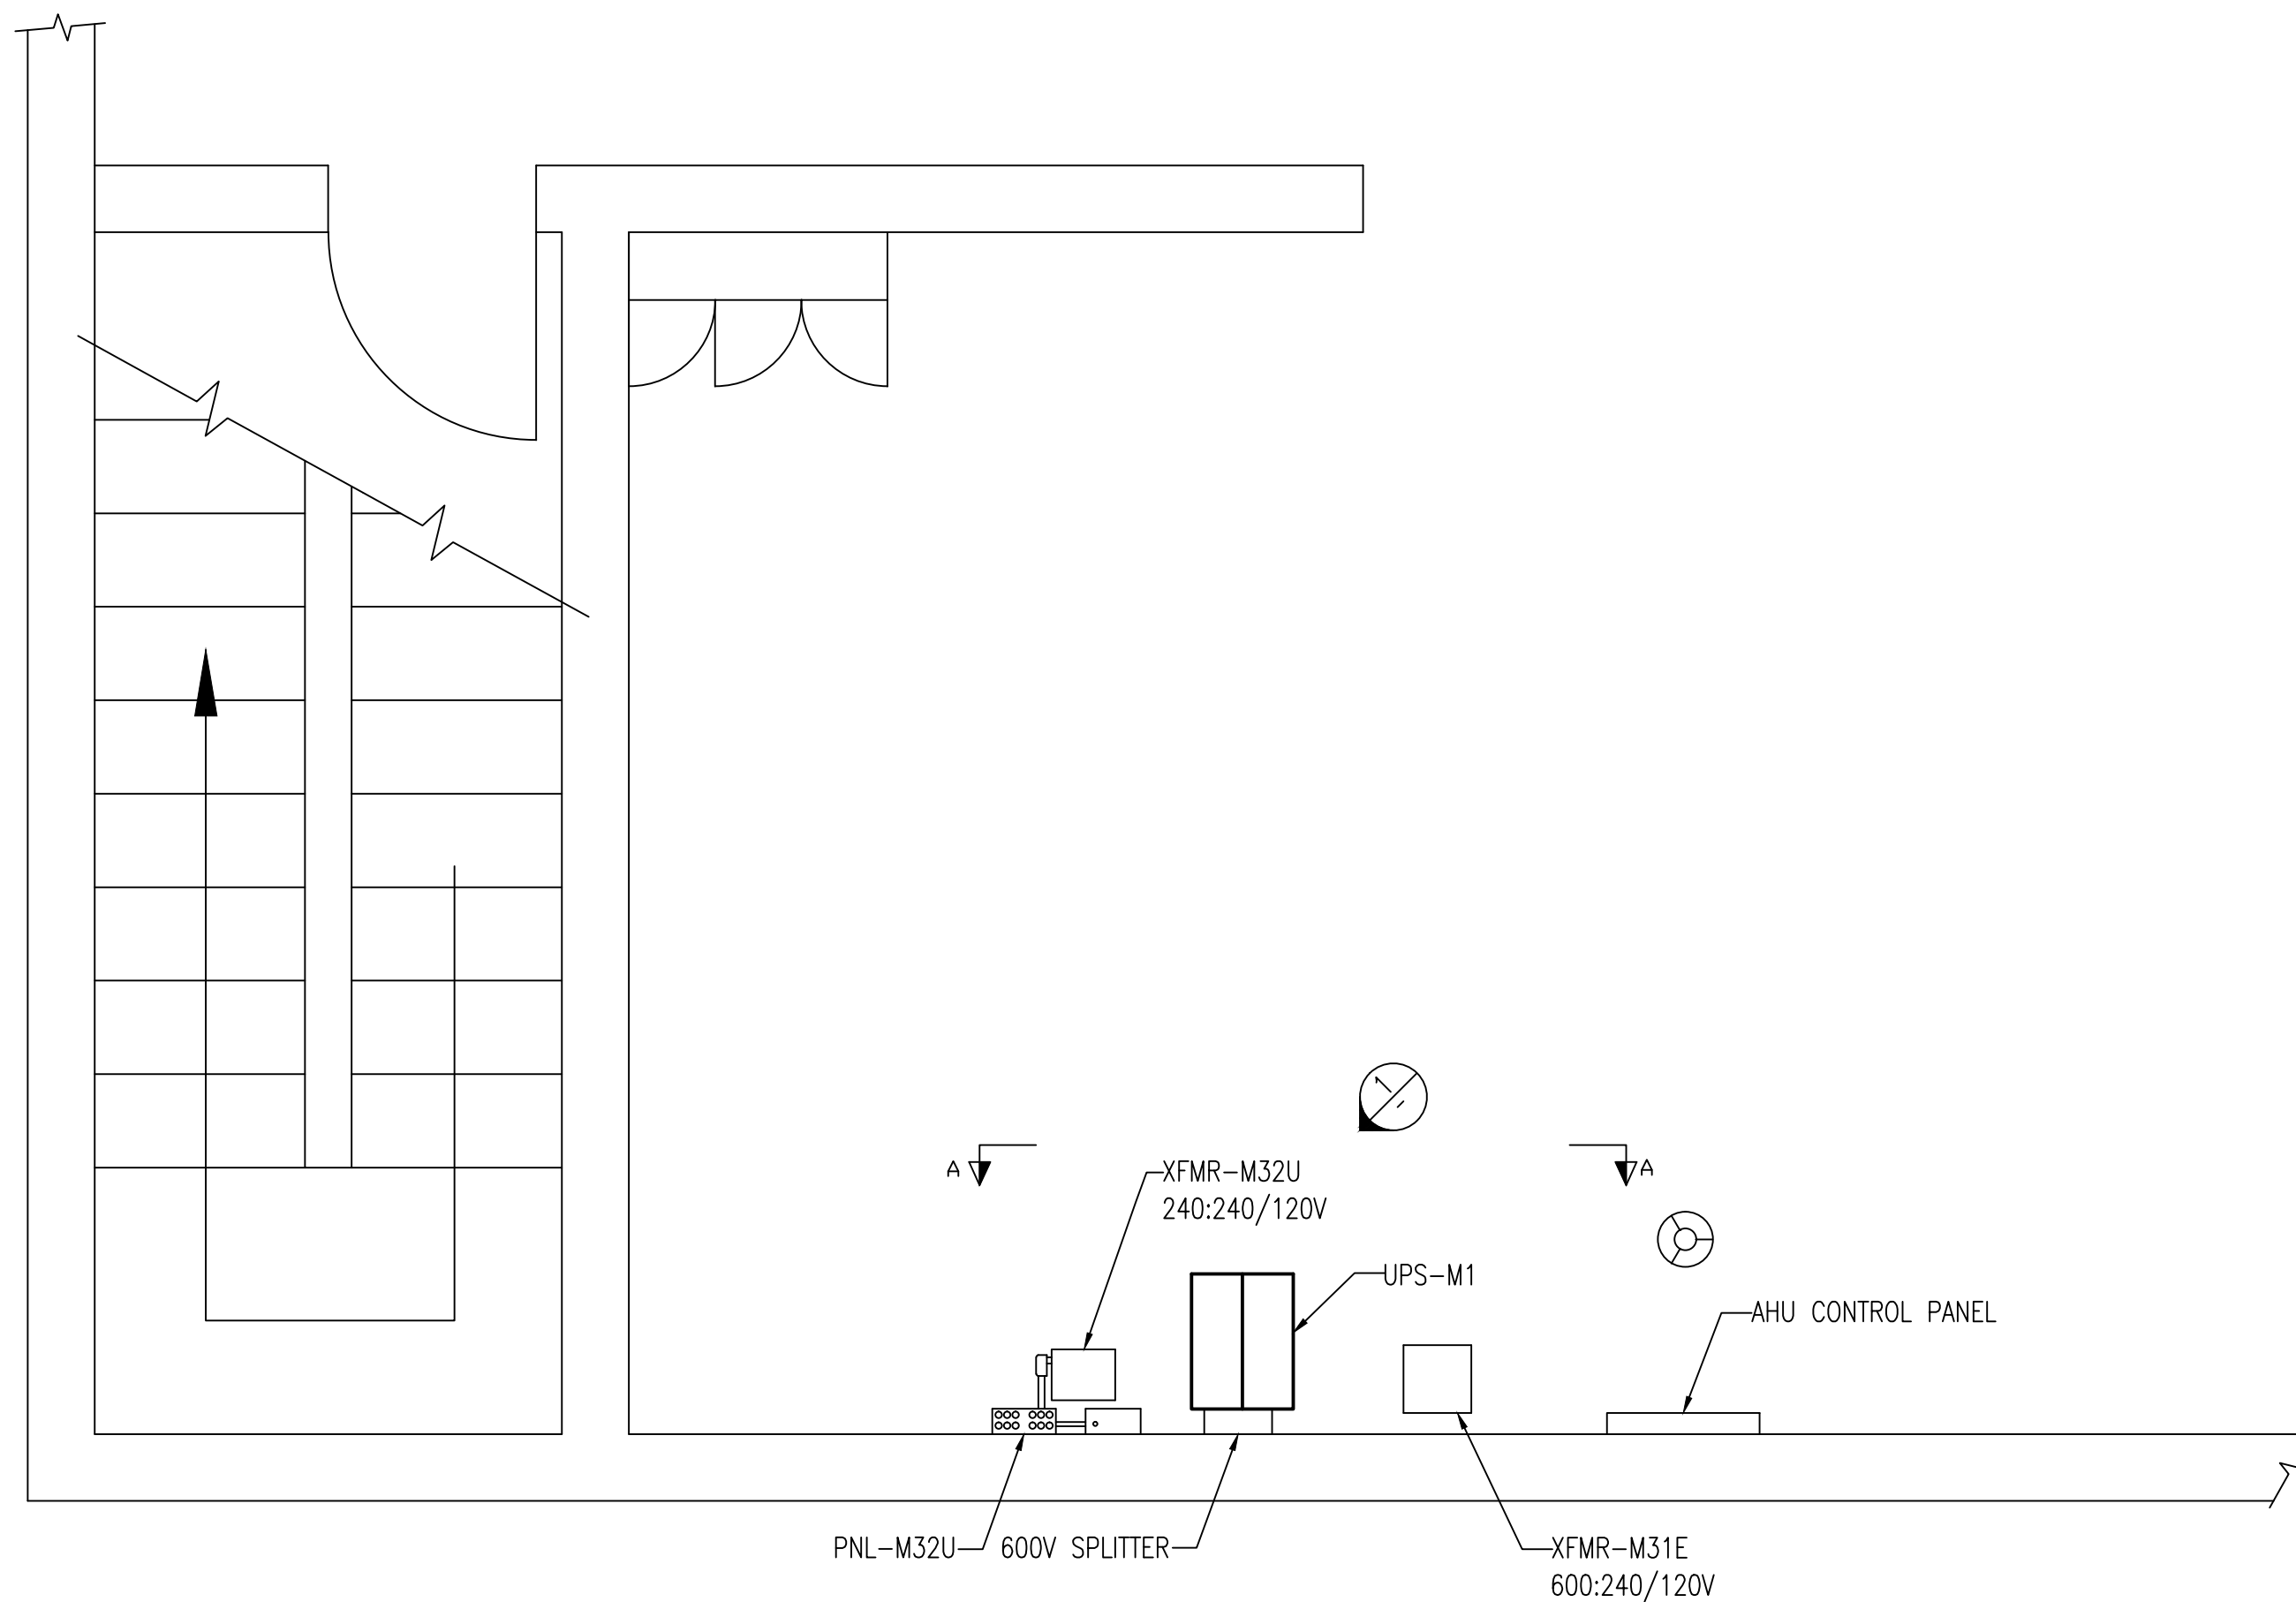 1
-
A
A
XFMR-M32U
240:240/120V
UPS-M1
AHU CONTROL PANEL
PNL-M32U
600V SPLITTER
XFMR-M31E
600:240/120V